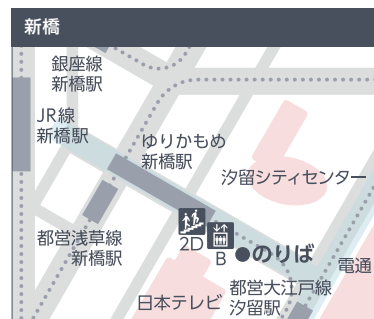 新橋
銀座線
新橋駅
JR線
新橋駅
ゆりかもめ
新橋駅
汐留シティセンター
都営浅草線
新橋駅
2D
B
●のりば
電通
都営大江戸線
汐留駅
日本テレビ